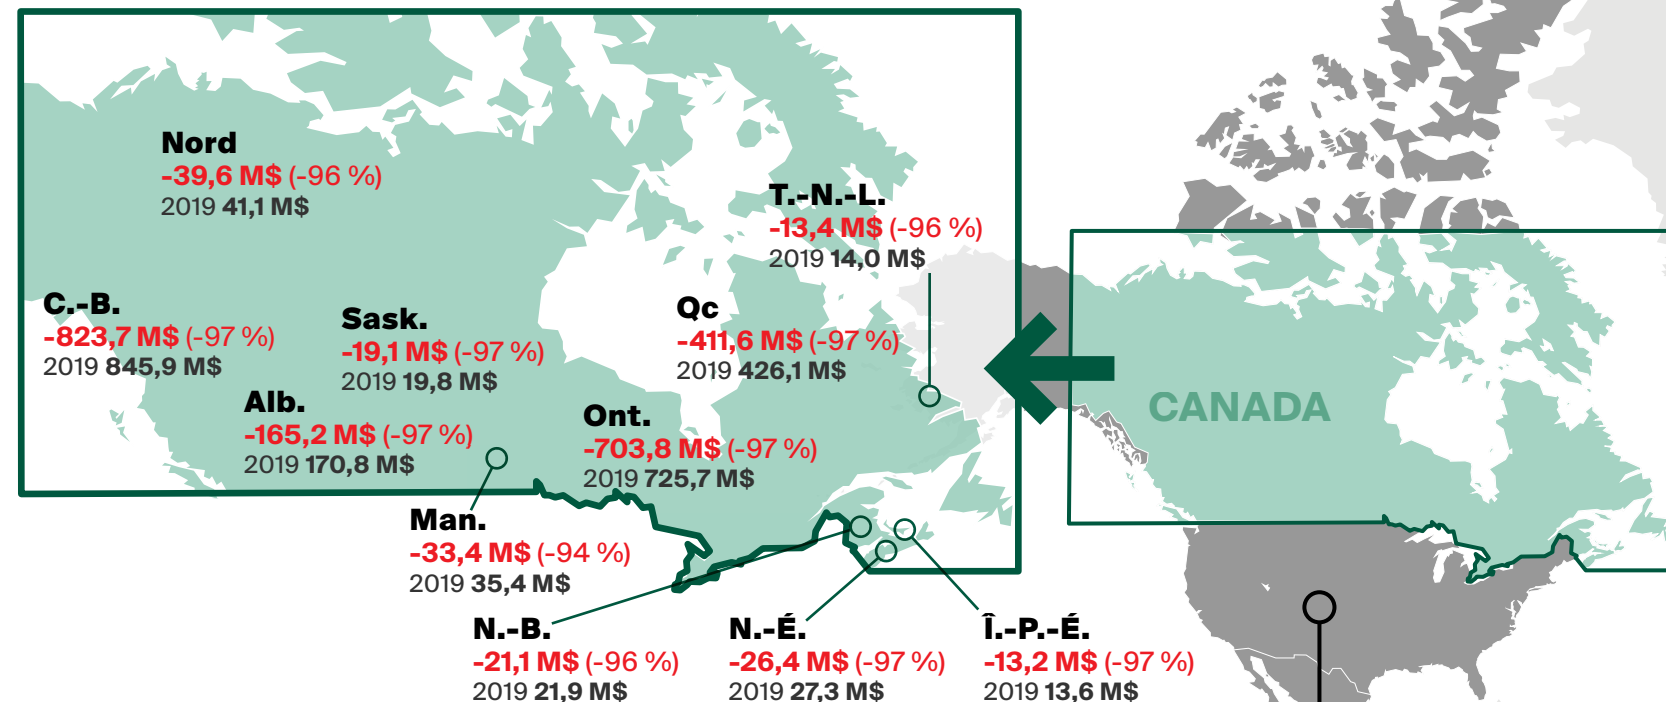 Nord
-39,6 M$ (-96 %)
2019 41,1 M$
T.-N.-L.
-13,4 M$ (-96 %)
2019 14,0 M$
C.-B.
-823,7 M$ (-97 %)
2019 845,9 M$
Sask.
-19,1 M$ (-97 %)
2019 19,8 M$
Qc
-411,6 M$ (-97 %)
2019 426,1 M$
Alb.
-165,2 M$ (-97 %)
2019 170,8 M$
Ont.
-703,8 M$ (-97 %)
2019 725,7 M$
CANADA
Man.
-33,4 M$ (-94 %)
2019 35,4 M$
N.-B.
-21,1 M$ (-96 %)
2019 21,9 M$
N.-É.
-26,4 M$ (-97 %)
2019 27,3 M$
Î.-P.-É.
-13,2 M$ (-97 %)
2019 13,6 M$